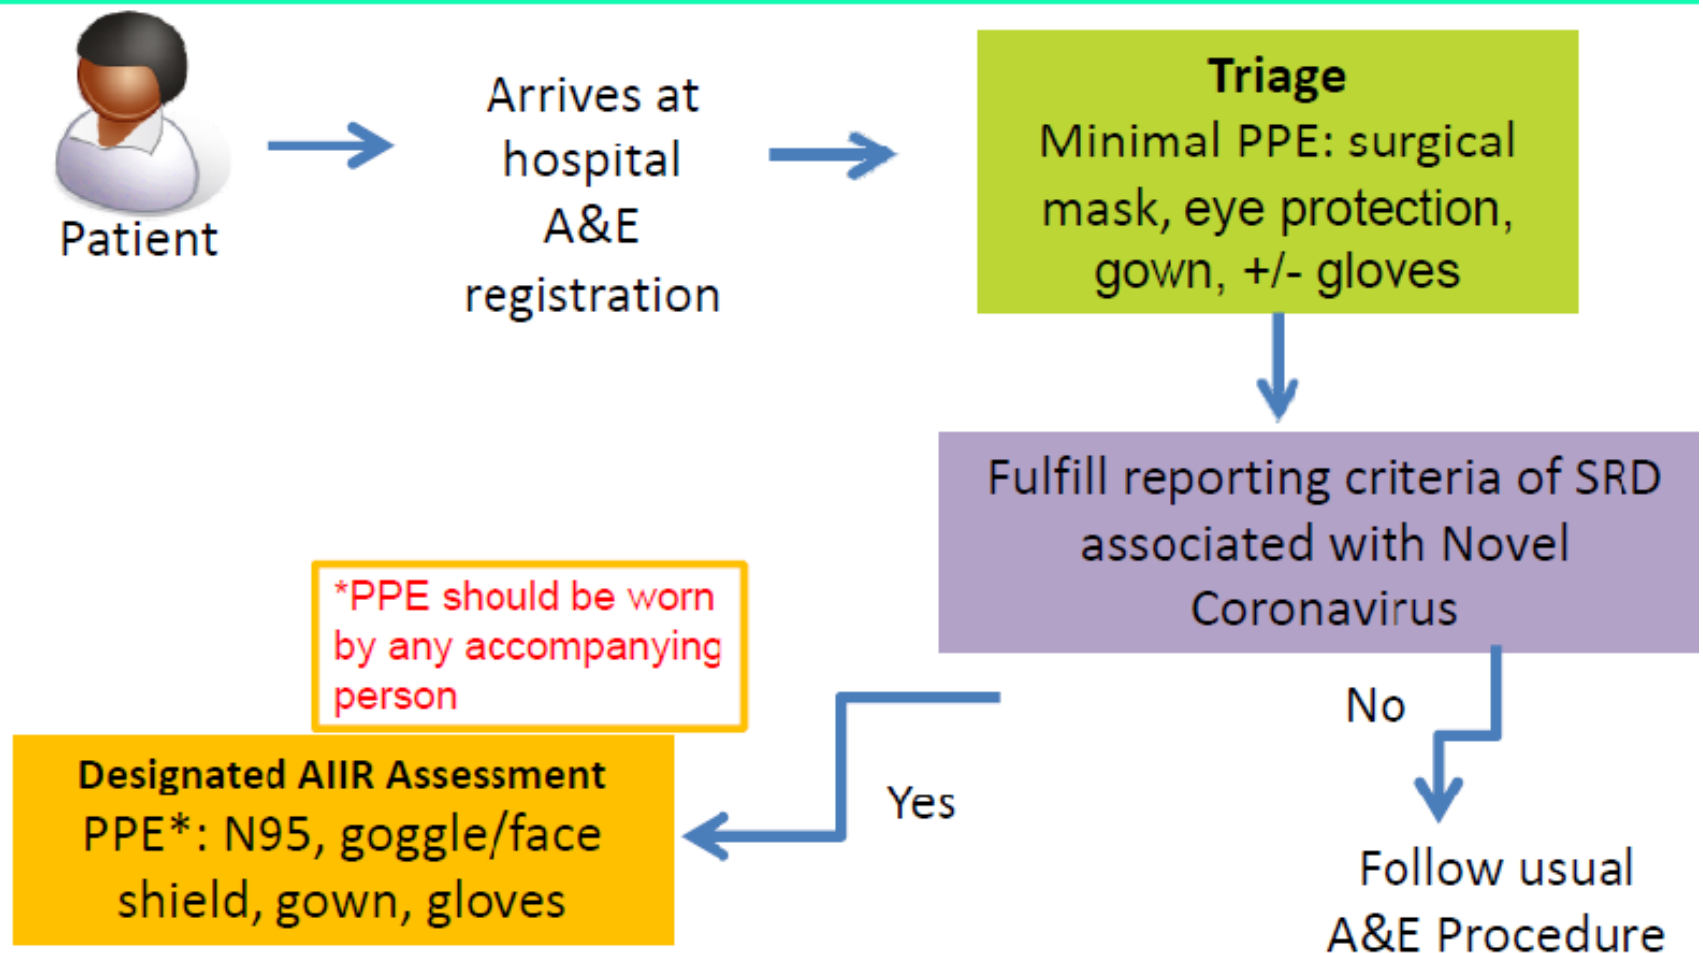 Patient
Arrives at
hospital
A&E
registration
Triage
Minimal PPE: surgical
mask, eye protection,
gown, +/- gloves
Fulfill reporting criteria of SRD
associated with Novel
Coronavirus
No
Follow usual
A&E Procedure
Yes
*PPE should be worn
by any accompanying
person
Designated AIIR Assessment
PPE*: N95, goggle/face
shield, gown, gloves